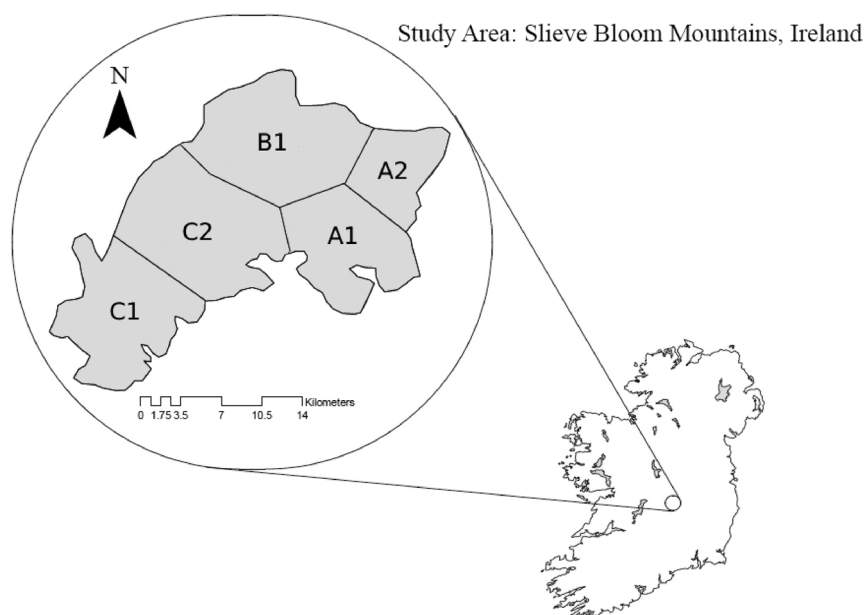 Study Area: Slieve Bloom Mountains, Ireland
N
B1
A2
C2
A1
C1
Kilometers
0 1.75 3.5 7 10.5 14